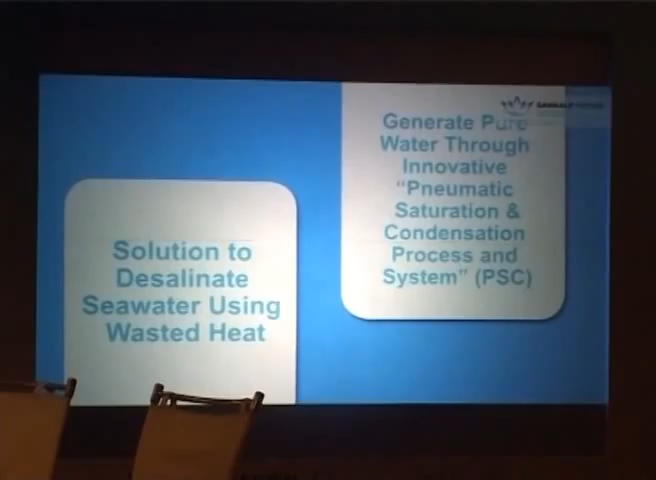 Solution to
Desalinate
Seawater Using
Wasted Heat
Generate Pure
Water Through
Innovative
“Pneumatic
Saturation &
Condensation
Process and
System” (PSC)